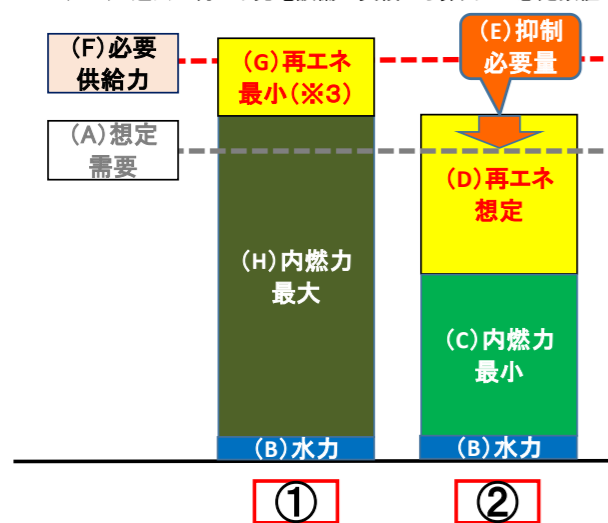 (F)必要
供給力
(G)再エネ
最小(※3)
(E)抑制
必要量
(A)想定
需要
(D)再エネ
想定
(H)内燃力
最大
(C)内燃力
最小
(B)水力
(B)水力
①
②